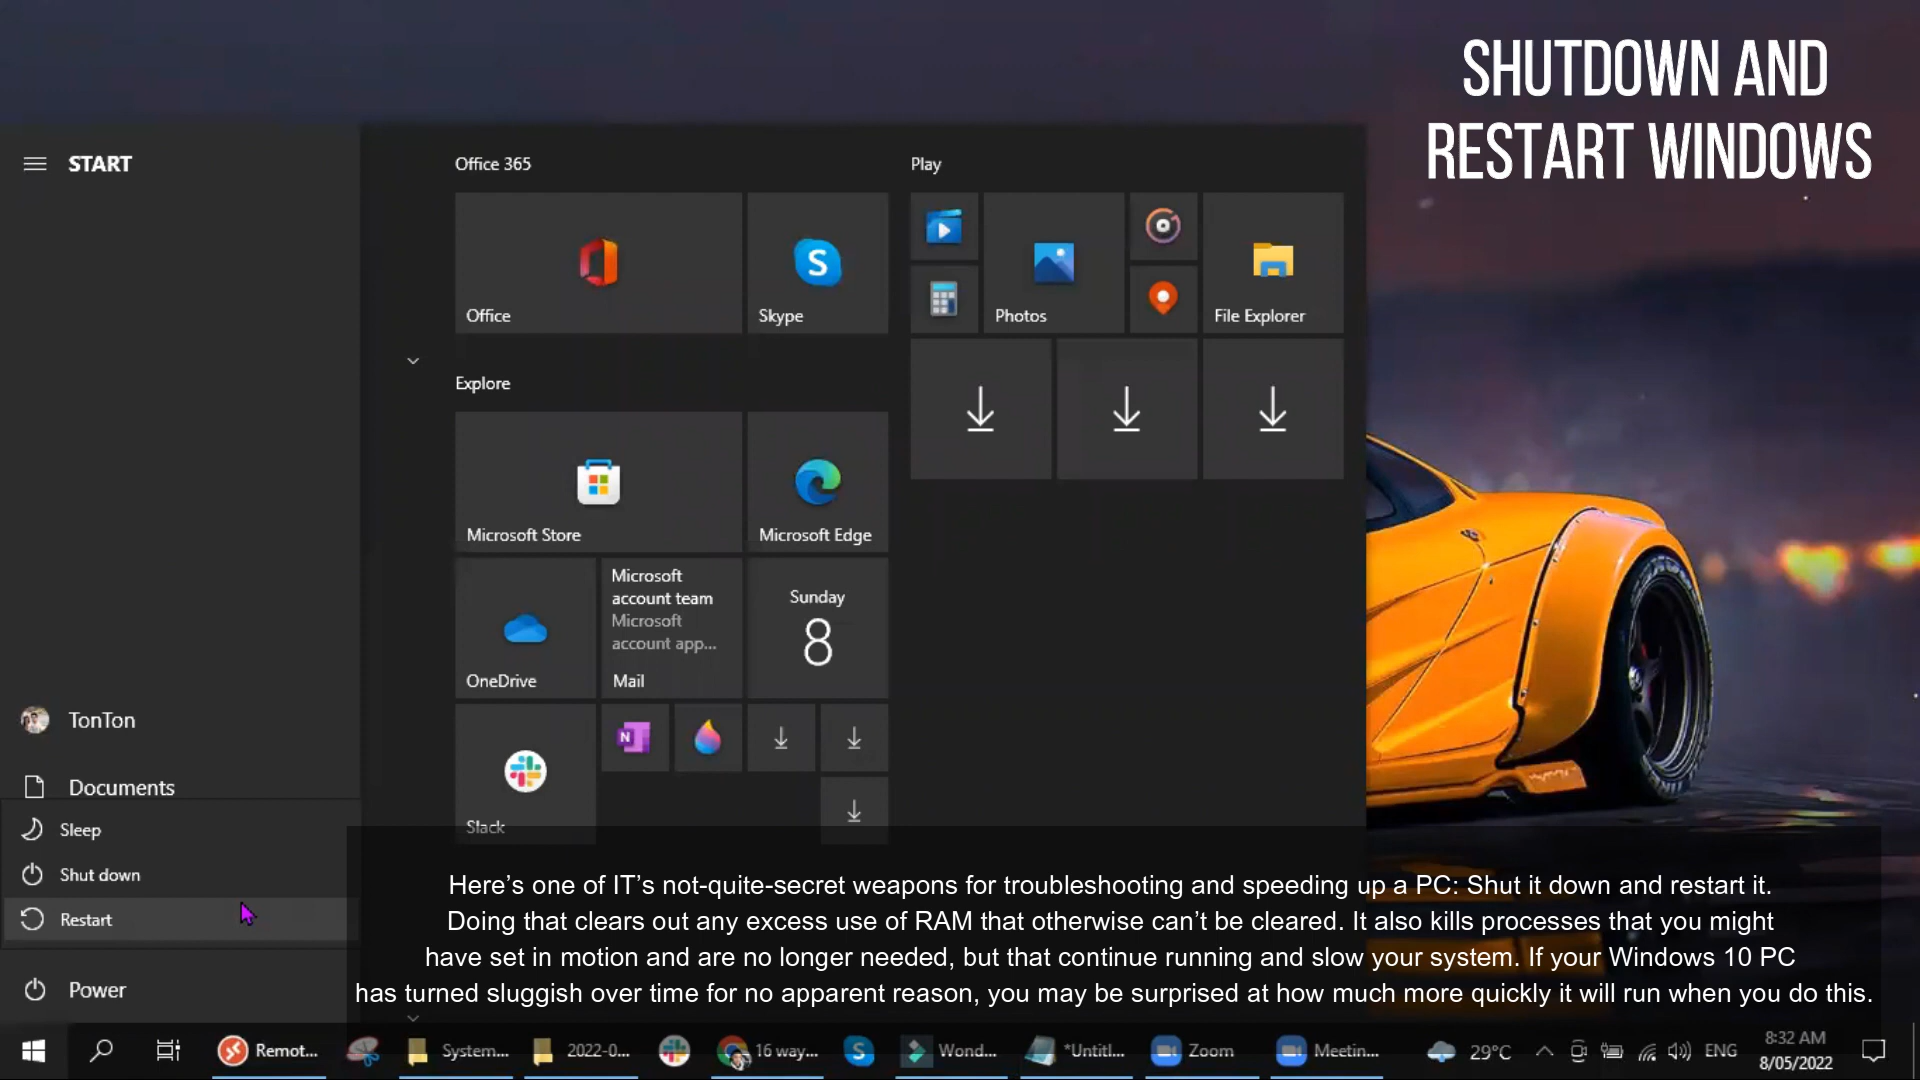 SHUTDOWN AND
RESTART WINDOWS
START
Office 365
Play
Office
Skype
Photos
File Explorer
Explore
Microsoft Store
Microsoft Edge
Microsoft
account team
Microsoft
account app...
Mail
Sunday
8
OneDrive
Slack
TonTon
Documents
Sleep
Shut down
Restart
Power
Here’s one of IT’s not-quite-secret weapons for troubleshooting and speeding up a PC: Shut it down and restart it.
Doing that clears out any excess use of RAM that otherwise can’t be cleared. It also kills processes that you might
have set in motion and are no longer needed, but that continue running and slow your system. If your Windows 10 PC
has turned sluggish over time for no apparent reason, you may be surprised at how much more quickly it will run when you do this.
Remot... System... 2022-0... 16 way... Wond... *Untitl... Zoom Meetin... 29°C ENG
8:32 AM
8/05/2022